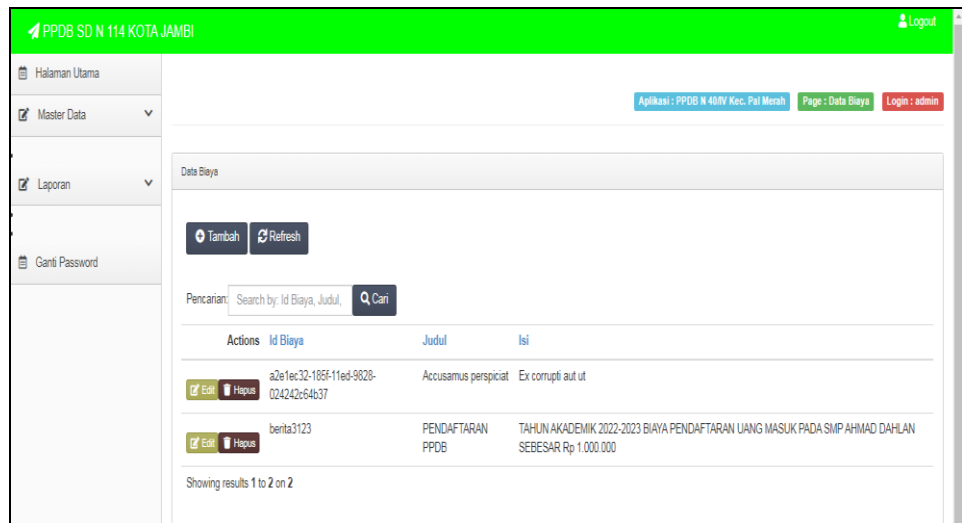 PPDB SD N 114 KOTA JAMBI
Logout
Halaman Utama
Master Data
Laporan
Ganti Password
Aplikasi : PPDB N 40/IV Kec. Pal Merah Page : Data Biaya Login : admin
Data Biaya
Tambah Refresh
Pencarian: Search by: Id Biaya, Judul, Cari
Actions Id Biaya Judul Isi
Edit Hapus a2e1ec32-185f-11ed-9828- Accusamus perspiciat Ex corrupti aut ut
024242c64b37
Edit Hapus berita3123 PENDAFTARAN TAHUN AKADEMIK 2022-2023 BIAYA PENDAFTARAN UANG MASUK PADA SMP AHMAD DAHLAN
PPDB SEBESAR Rp 1.000.000
Showing results 1 to 2 on 2